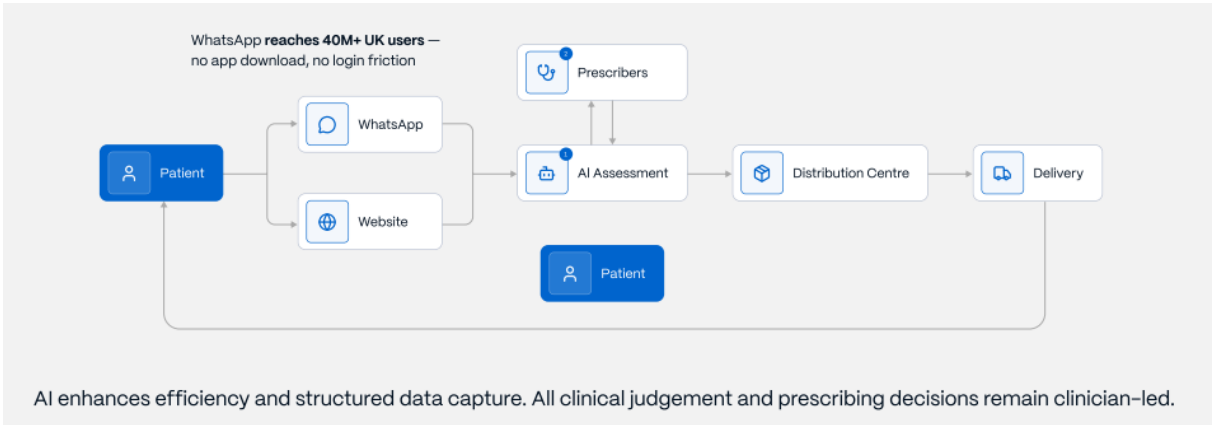 WhatsApp reaches 40M+ UK users —
no app download, no login friction
2
Prescribers
WhatsApp
Patient
1
AI Assessment
Distribution Centre
Delivery
Website
Patient
AI enhances efficiency and structured data capture. All clinical judgement and prescribing decisions remain clinician-led.